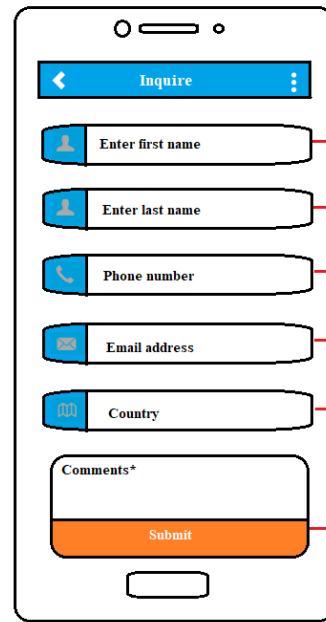 Inquire
Enter first name
Enter last name
Phone number
Email address
Country
Comments*
Submit